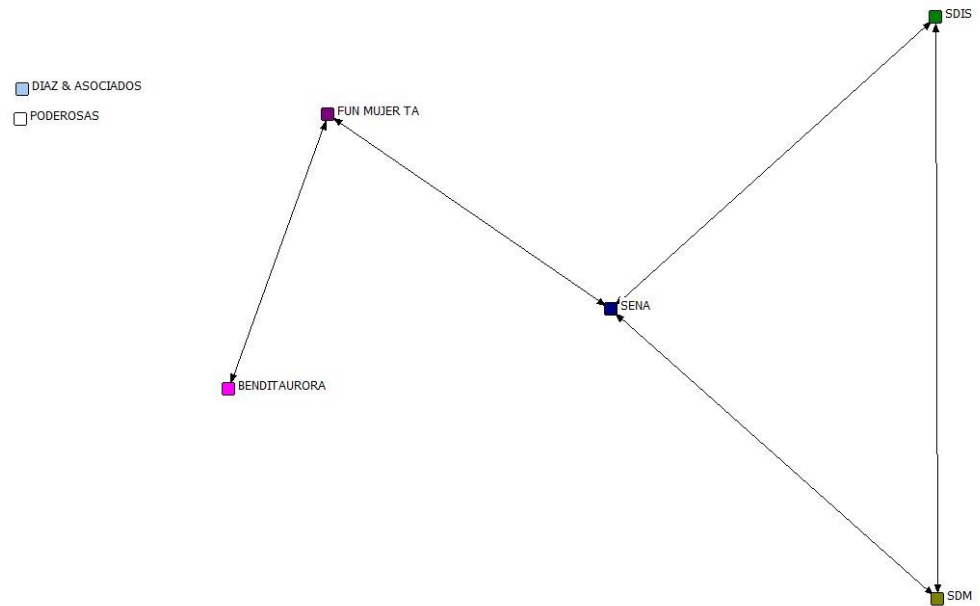 SDIS
DIAZ & ASOCIADOS
FUN MUJER TA
PODEROSAS
SENA
BENDITAURORA
SDM